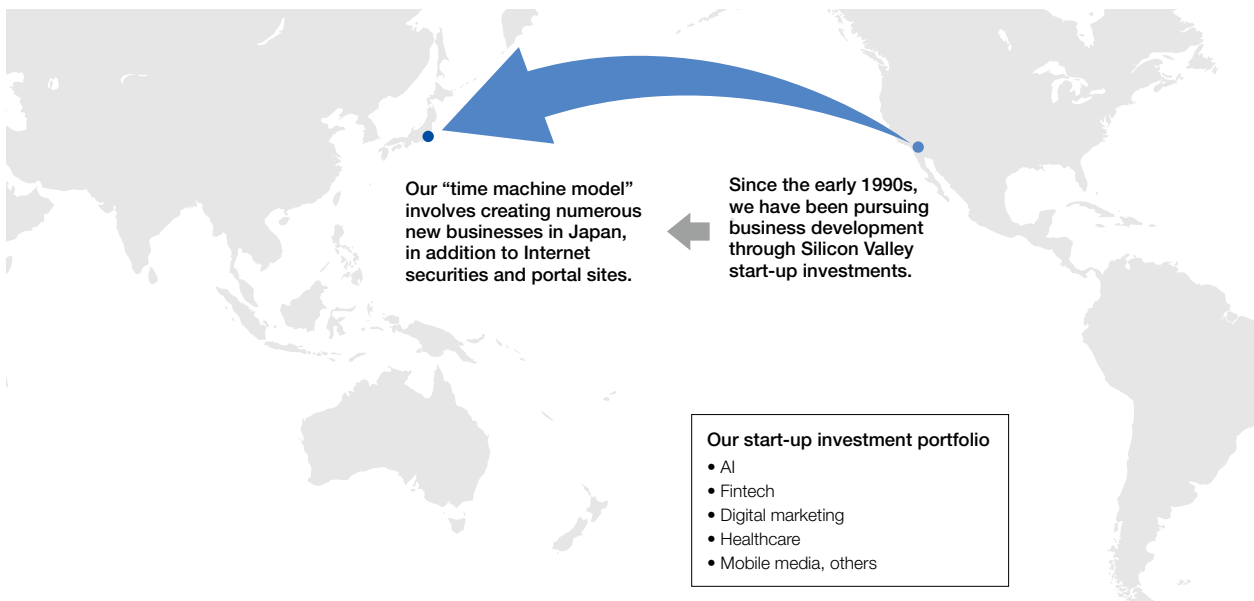 Our “time machine model”
involves creating numerous
new businesses in Japan,
in addition to Internet
securities and portal sites.
Since the early 1990s,
we have been pursuing
business development
through Silicon Valley
start-up investments.
Our start-up investment portfolio
• AI
• Fintech
• Digital marketing
• Healthcare
• Mobile media, others